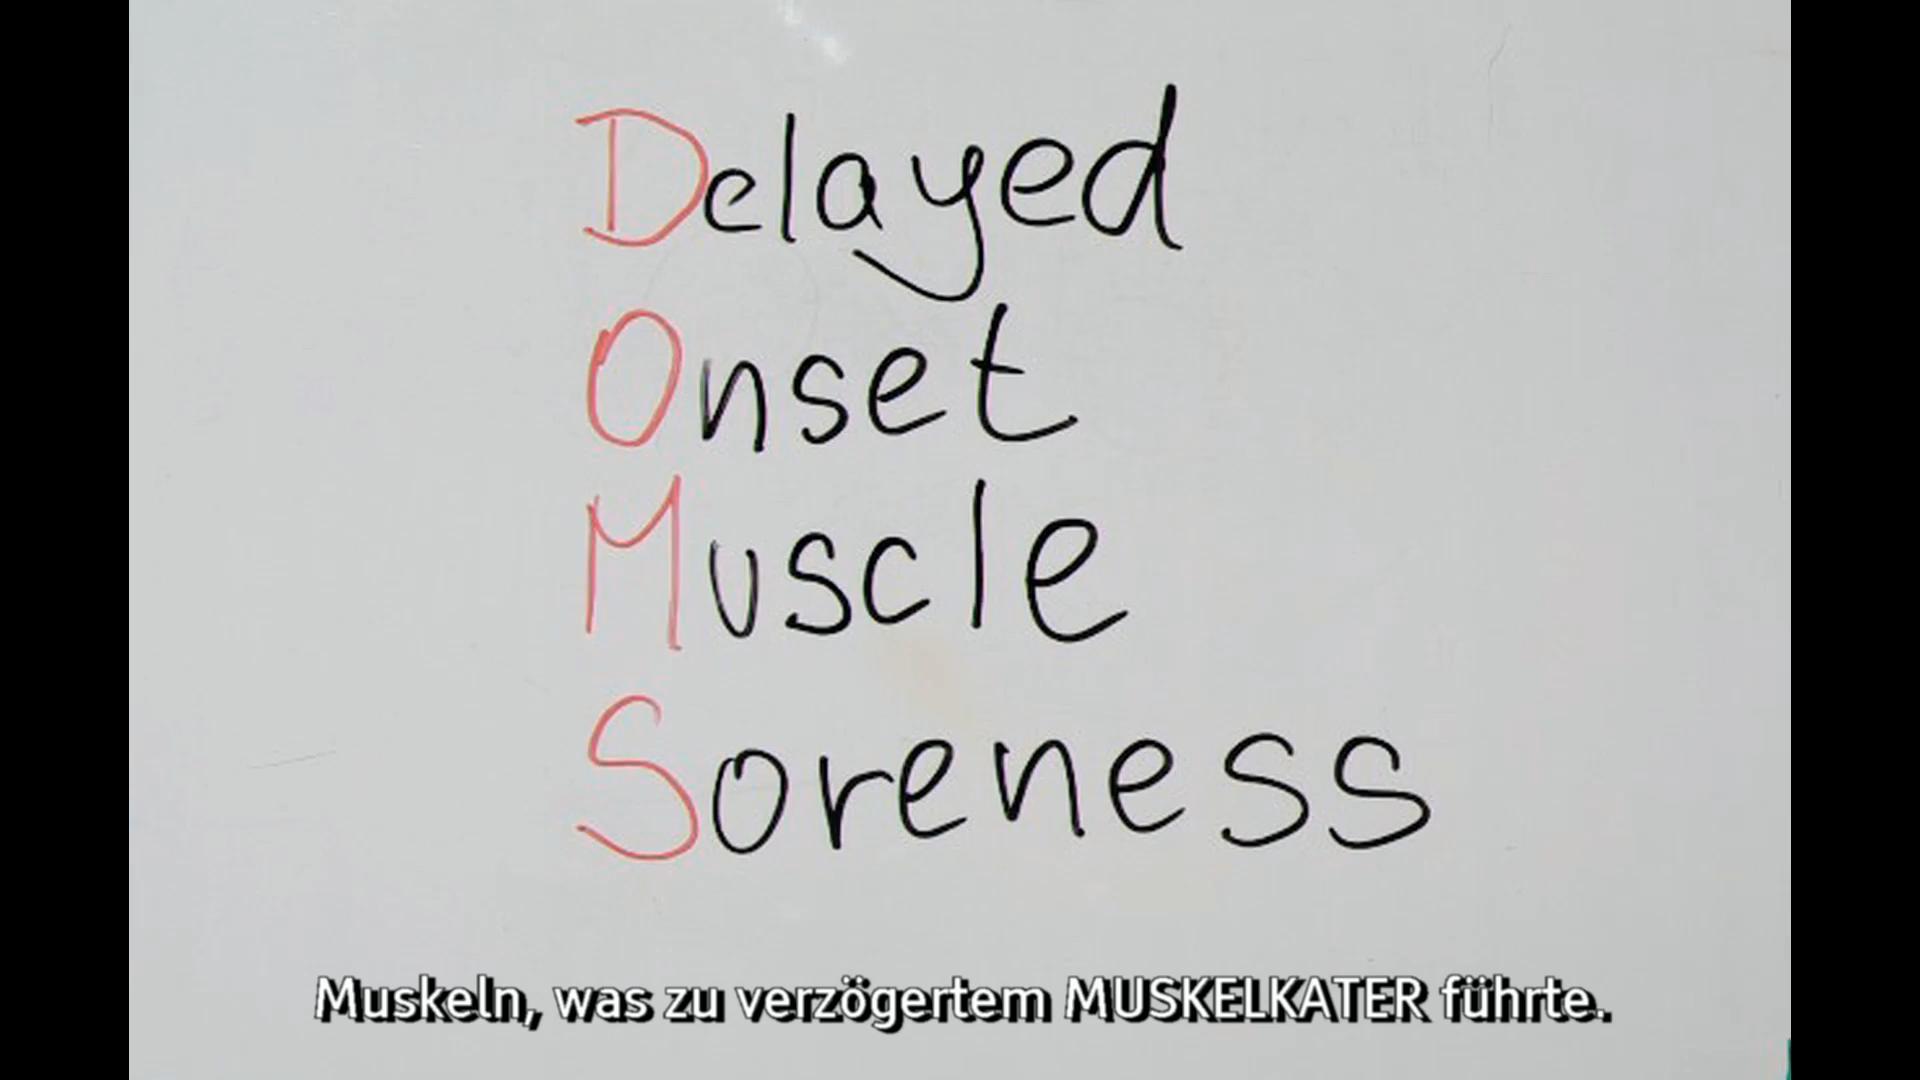 Delayed
Onset
Muscle
Soreness
Muskeln, was zu verzögertem MUSKELKATER führte.